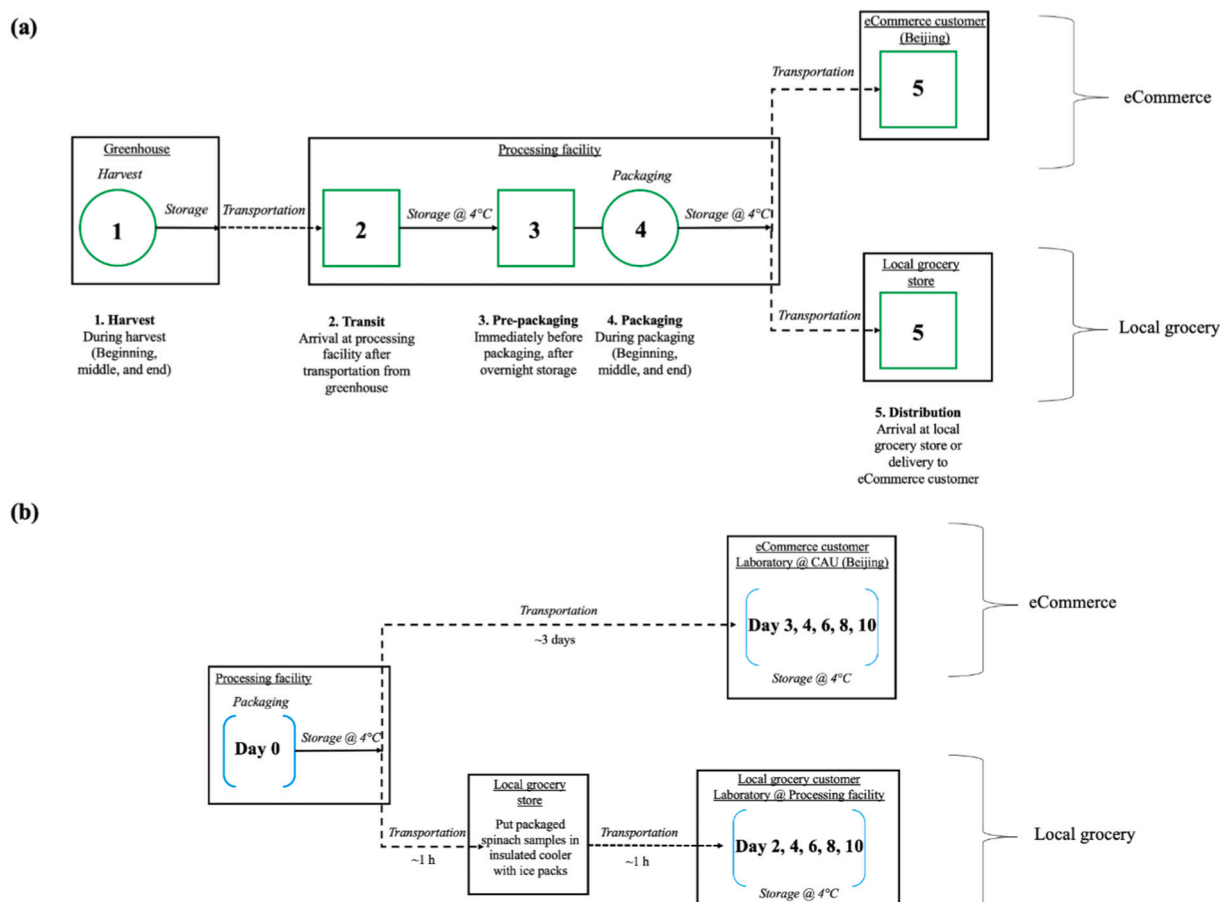 (a)
eCommerce customer
(Beijing)
Transportation
5
eCommerce
Greenhouse
Harvest
1
Storage
Transportation
Processing facility
2
Storage @ 4°C
3
Packaging
4
Storage @ 4°C
Local grocery
store
Transportation
5
Local grocery
1. Harvest
During harvest
(Beginning,
middle, and end)
2. Transit
Arrival at processing
facility after
transportation from
greenhouse
3. Pre-packaging
Immediately before
packaging, after
overnight storage
4. Packaging
During packaging
(Beginning,
middle, and end)
5. Distribution
Arrival at local
grocery store or
delivery to
eCommerce customer
(b)
eCommerce customer
Laboratory @ CAU (Beijing)
Transportation
~3 days
Day 3, 4, 6, 8, 10
Storage @ 4°C
eCommerce
Processing facility
Packaging
Day 0
Storage @ 4°C
Transportation
~1 h
Local grocery
store
Put packaged
spinach samples in
insulated cooler
with ice packs
Transportation
~1 h
Local grocery customer
Laboratory @ Processing facility
Day 2, 4, 6, 8, 10
Storage @ 4°C
Local grocery